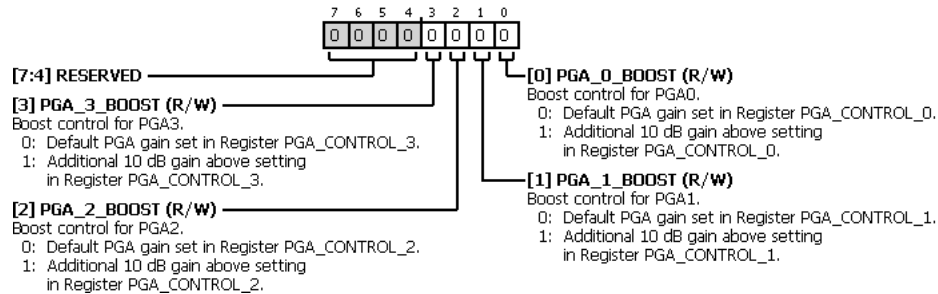 7 6 5 4 3 2 1 0
0 0 0 0 0 0 0 0
[7:4] RESERVED
[3] PGA_3_BOOST (R/W)
Boost control for PGA3.
0: Default PGA gain set in Register PGA_CONTROL_3.
1: Additional 10 dB gain above setting
in Register PGA_CONTROL_3.
[2] PGA_2_BOOST (R/W)
Boost control for PGA2.
0: Default PGA gain set in Register PGA_CONTROL_2.
1: Additional 10 dB gain above setting
in Register PGA_CONTROL_2.
[0] PGA_0_BOOST (R/W)
Boost control for PGA0.
0: Default PGA gain set in Register PGA_CONTROL_0.
1: Additional 10 dB gain above setting
in Register PGA_CONTROL_0.
[1] PGA_1_BOOST (R/W)
Boost control for PGA1.
0: Default PGA gain set in Register PGA_CONTROL_1.
1: Additional 10 dB gain above setting
in Register PGA_CONTROL_1.